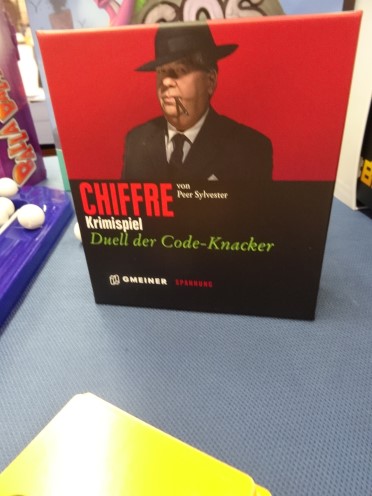 CHIFFRE
von
Peer Sylvester
Krimispiel
Duell der Code-Knacker
GMEINER SPANNUNG